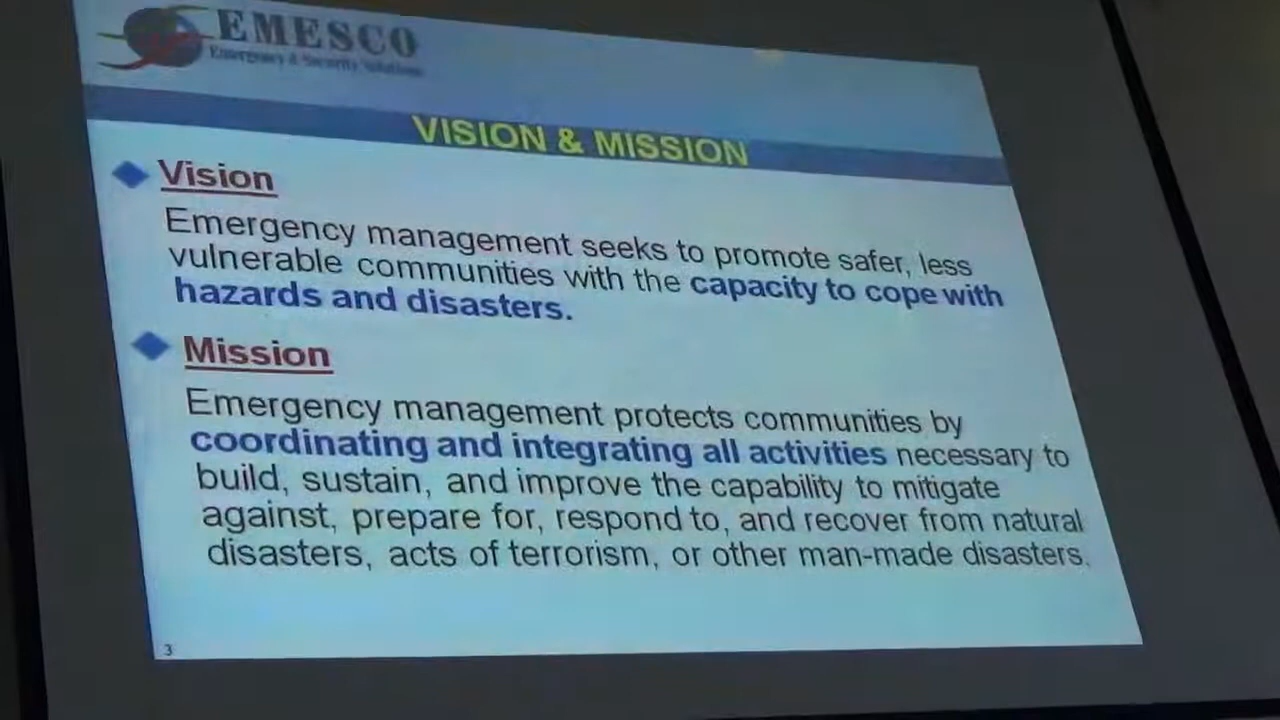 EMESCO
Emergency & Security Solutions
VISION & MISSION
Vision
Emergency management seeks to promote safer, less
vulnerable communities with the capacity to cope with
hazards and disasters.
Mission
Emergency management protects communities by
coordinating and integrating all activities necessary to
build, sustain, and improve the capability to mitigate
against, prepare for, respond to, and recover from natural
disasters, acts of terrorism, or other man-made disasters.
3